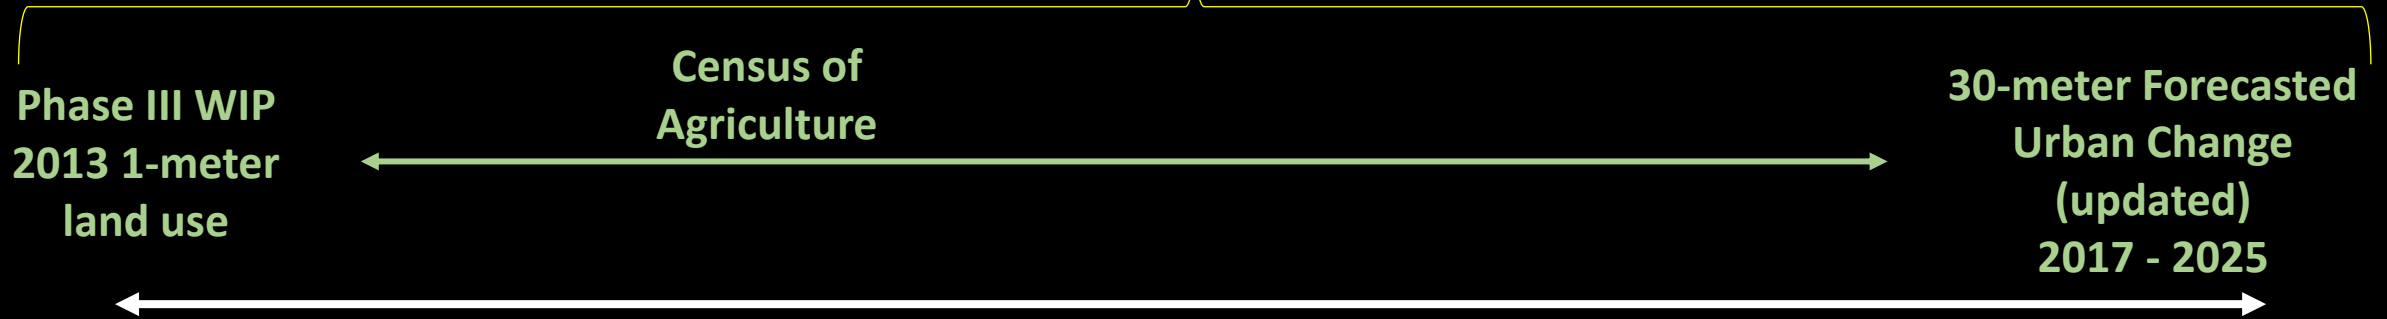 Phase III WIP
2013 1-meter
land use
Census of
Agriculture
30-meter Forecasted
Urban Change
(updated)
2017 - 2025